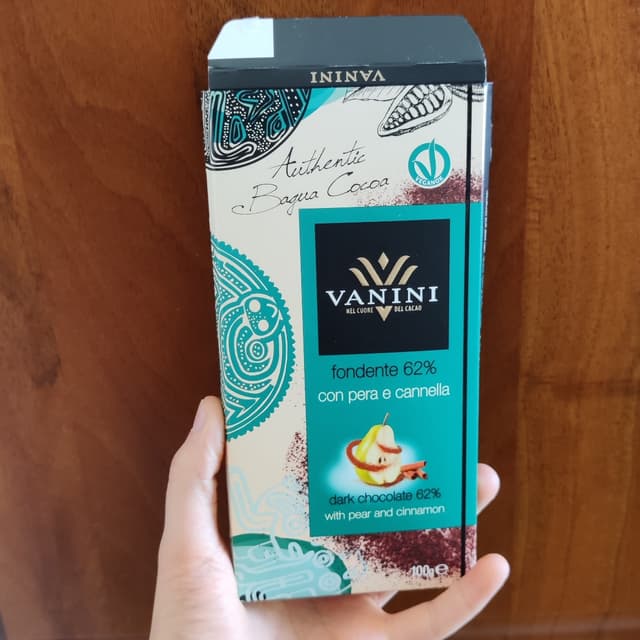 VANINI
Authentic
Bagua Cocoa
VEGANOK
VANINI
NEL CUORE DEL CACAO
fondente 62%
con pera e cannella
dark chocolate 62%
with pear and cinnamon
100g ℮